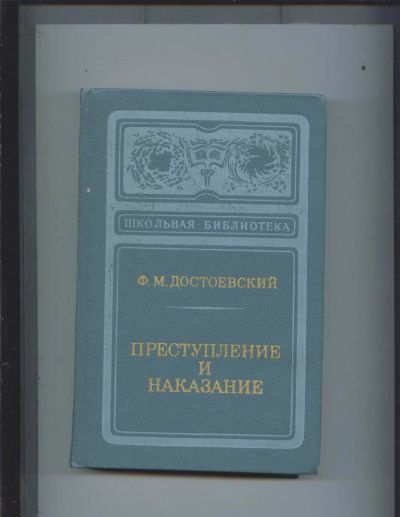 ШКОЛЬНАЯ БИБЛИОТЕКА
Ф.М.ДОСТОЕВСКИЙ
ПРЕСТУПЛЕНИЕ
И
НАКАЗАНИЕ